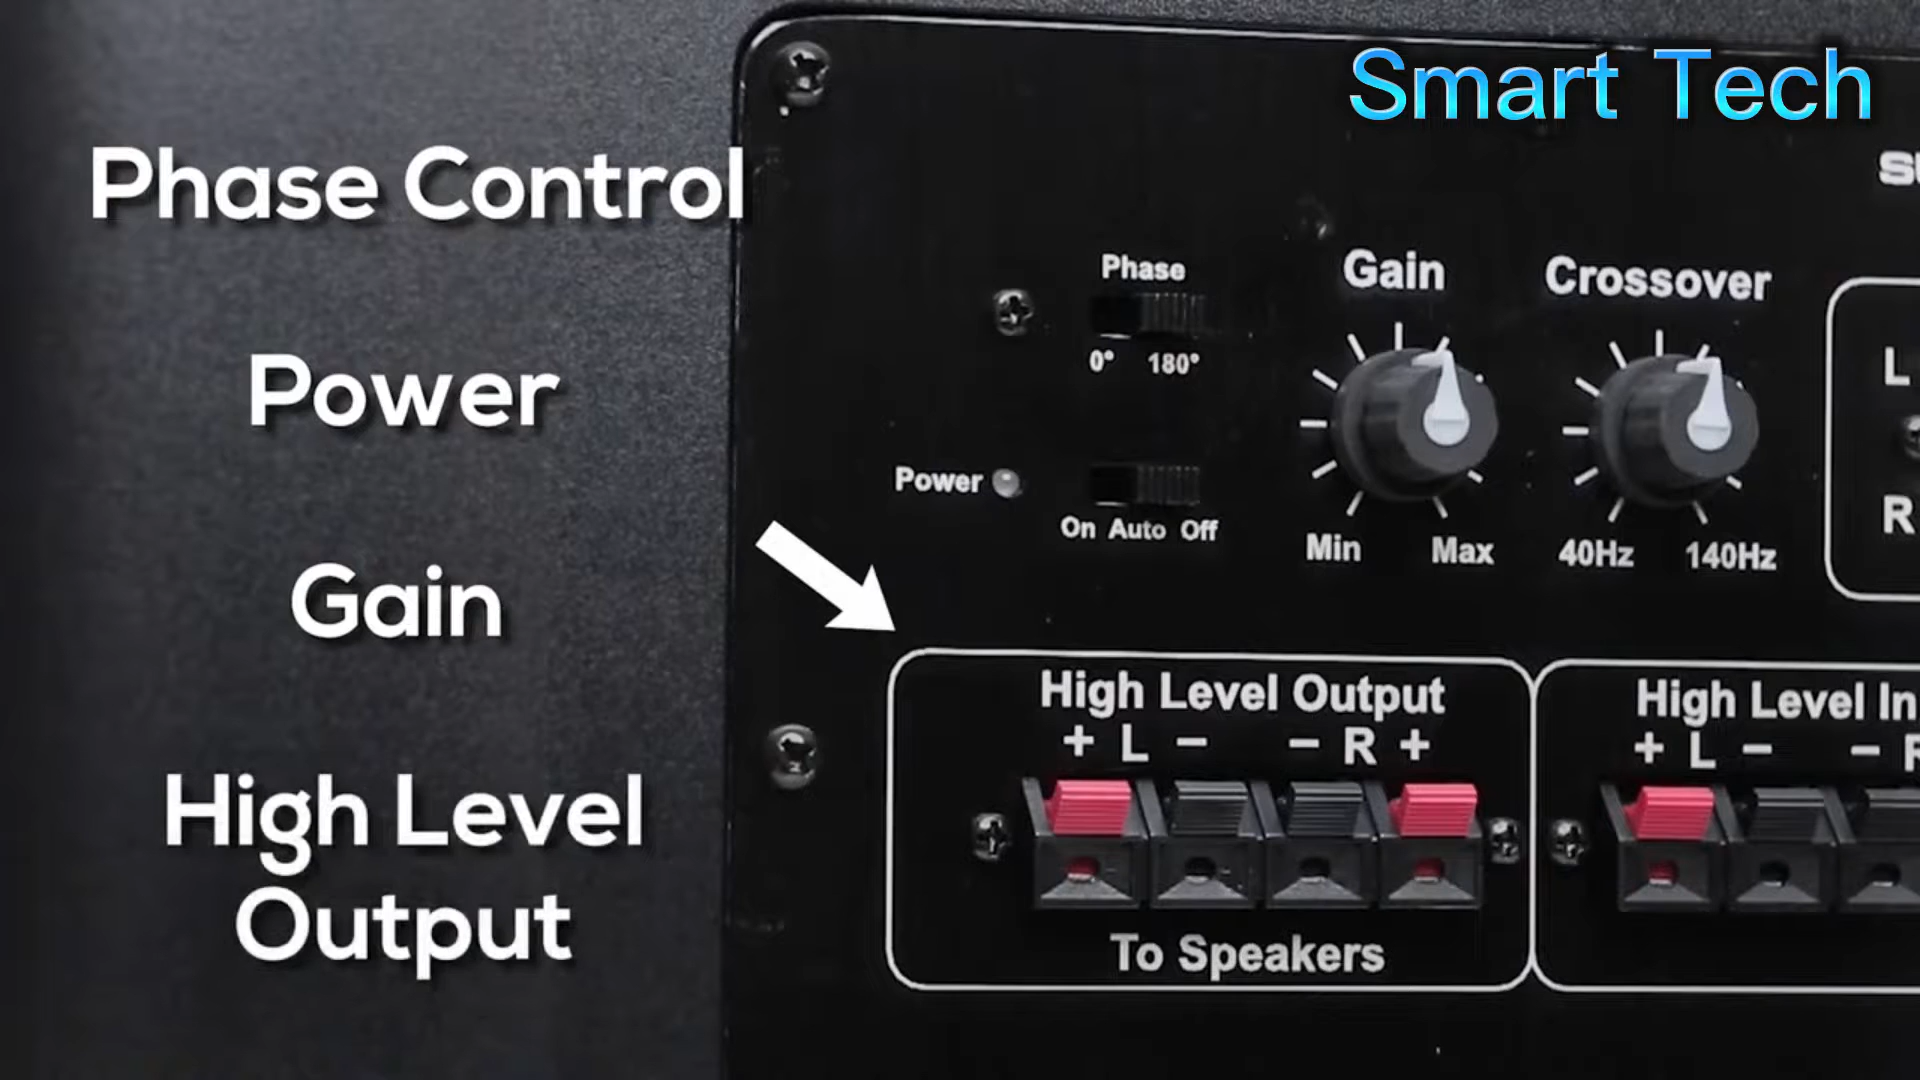 Smart Tech
Phase Control
Power
Gain
High Level
Output
Phase
0° 180°
Gain
Crossover
Power
On Auto Off
Min Max
40Hz 140Hz
L
R
High Level Output
+ L − − R +
To Speakers
High Level In
+ L − − R